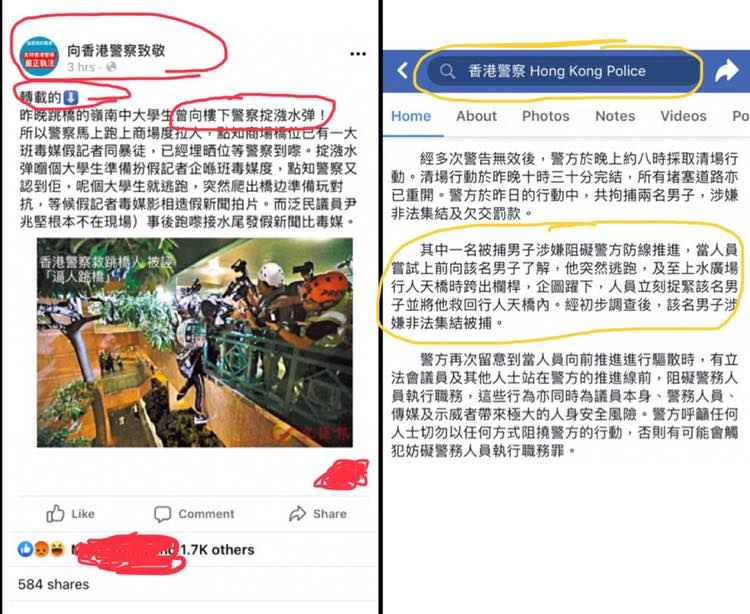 向香港警察致敬
3 hrs
轉載的
昨晚跳橋的嶺南中大學生曾向樓下警察掟漒水弹！
所以警察馬上跑上商場度拉人，點知商場橋位已有一大
班毒媒假記者同暴徒，已經埋晒位等警察到嚟。掟漒水
弹嗰個大學生準備扮假記者企喺班毒媒度，點知警察又
認到佢，呢個大學生就逃跑，突然爬出橋邊準備玩對
抗，等候假記者毒媒影相造假新聞拍片。而泛民議員尹
兆堅根本不在現場）事後跑嚟接水尾發假新聞比毒媒。
香港警察救跳橋人 被誣
「逼人跳橋」
文匯報
Like
Comment
Share
1.7K others
584 shares
香港警察 Hong Kong Police
Home
About
Photos
Notes
Videos
Po
經多次警告無效後，警方於晚上約八時採取清場行
動。清場行動於昨晚十時三十分完結，所有堵塞道路亦
已重開。警方於昨日的行動中，共拘捕兩名男子，涉嫌
非法集結及欠交罰款。
其中一名被捕男子涉嫌阻礙警方防線推進，當人員
嘗試上前向該名男子了解，他突然逃跑，及至上水廣場
行人天橋時跨出欄桿，企圖躍下，人員立刻捉緊該名男
子並將他救回行人天橋內。經初步調查後，該名男子涉
嫌非法集結被捕。
警方再次留意到當人員向前推進進行驅散時，有立
法會議員及其他人士站在警方的推進線前，阻礙警務人
員執行職務，這些行為亦同時為議員本身、警務人員、
傳媒及示威者帶來極大的人身安全風險。警方呼籲任何
人士切勿以任何方式阻撓警方的行動，否則有可能會觸
犯妨礙警務人員執行職務罪。